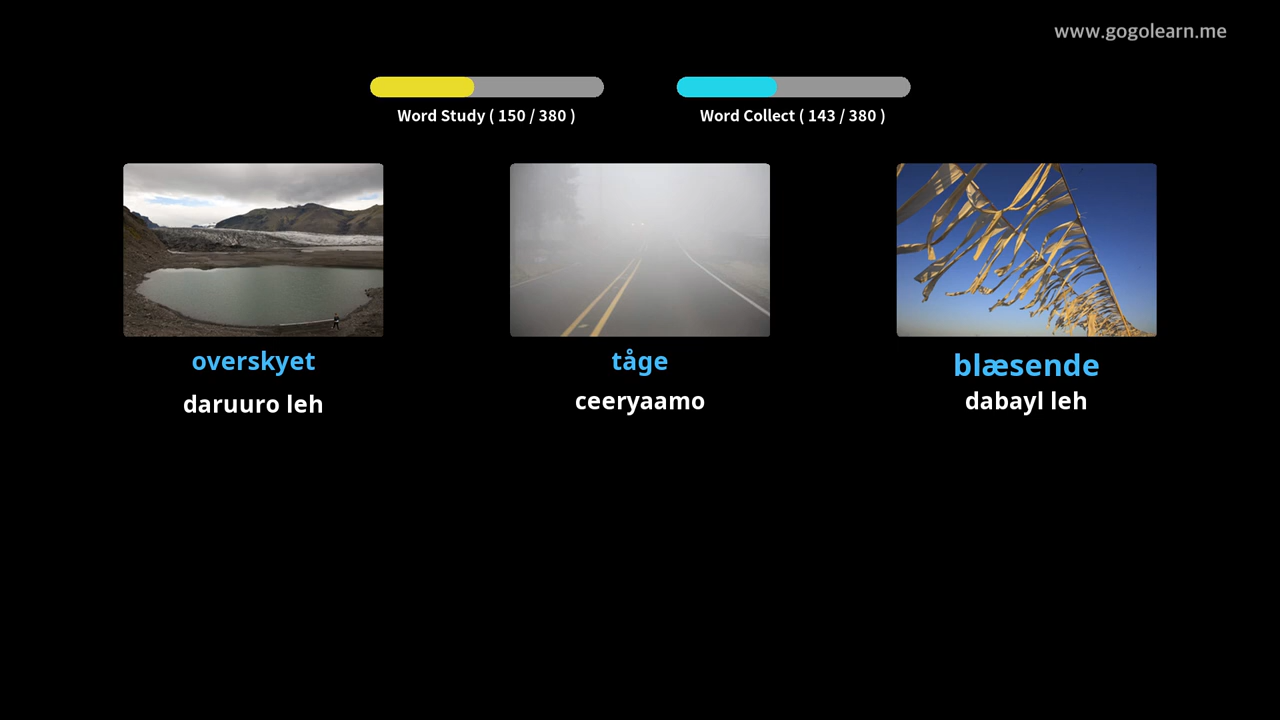 www.gogolearn.me
Word Study ( 150 / 380 )
Word Collect ( 143 / 380 )
overskyet
daruuro leh
tåge
ceeryaamo
blæsende
dabayl leh